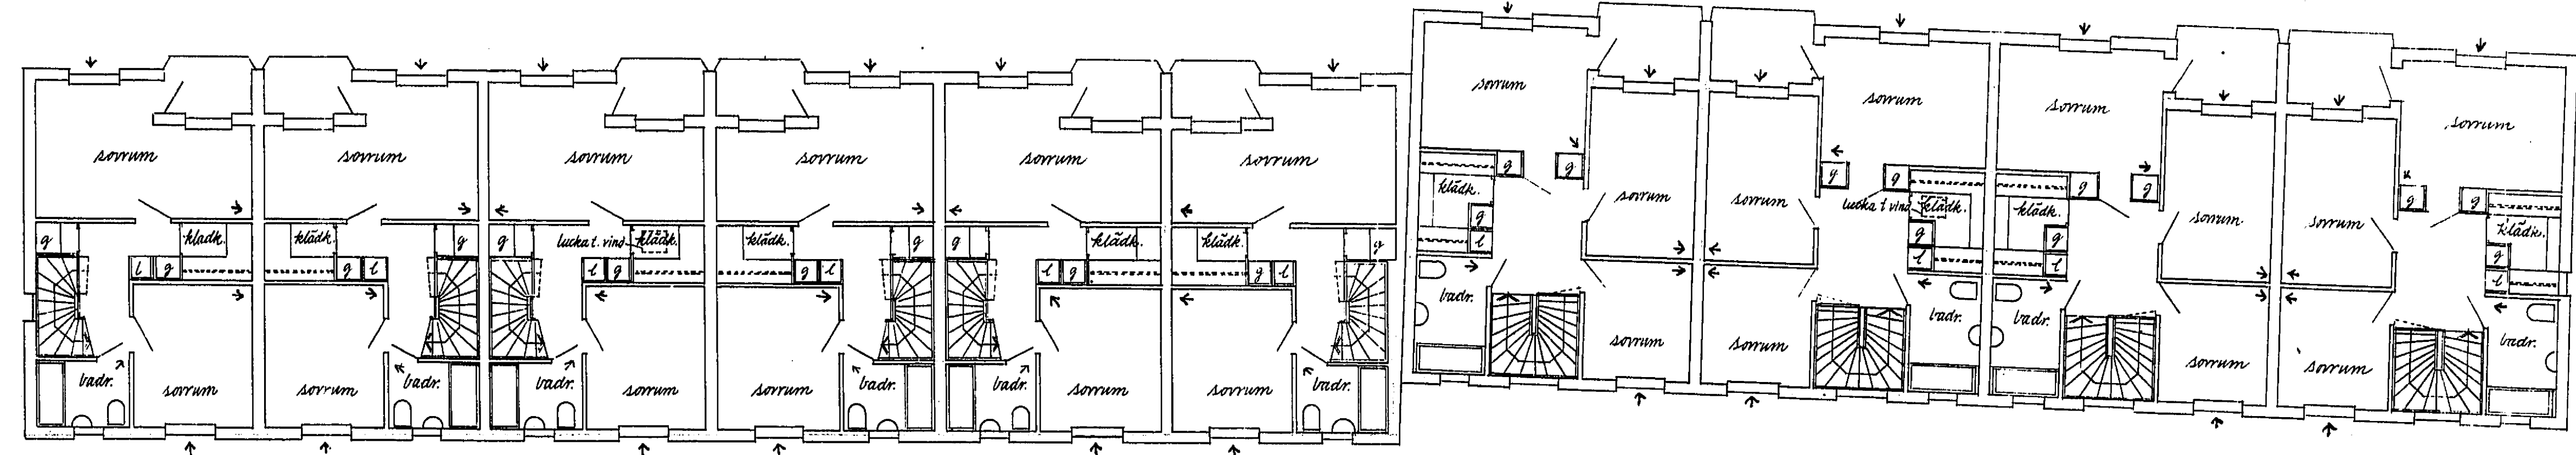 sovrum
sovrum
sovrum
sovrum
sovrum
sovrum
g
kladk.
klädk.
g
g
lucka t. vind
klädk.
klädk.
g
g
klädk.
klädk.
g
l
g
g
l
l
g
g
l
l
g
g
l
badr.
sovrum
sovrum
badr.
badr.
sovrum
sovrum
badr.
badr.
sovrum
sovrum
badr.
sovrum
sovrum
sovrum
sovrum
g
g
g
g
g
g
g
g
klädk.
sovrum
sovrum
lucka t. vind
klädk.
klädk.
sovrum
sovrum
klädk.
g
l
g
l
g
l
g
l
badr.
sovrum
sovrum
badr.
badr.
sovrum
sovrum
badr.